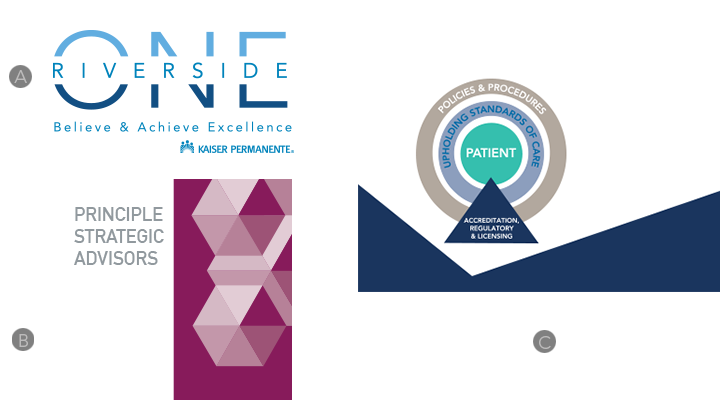 ONE
RIVERSIDE
Believe & Achieve Excellence
KAISER PERMANENTE®
A
PRINCIPLE
STRATEGIC
ADVISORS
B
POLICIES & PROCEDURES
UPHOLDING STANDARDS OF CARE
PATIENT
ACCREDITATION,
REGULATORY
& LICENSING
C